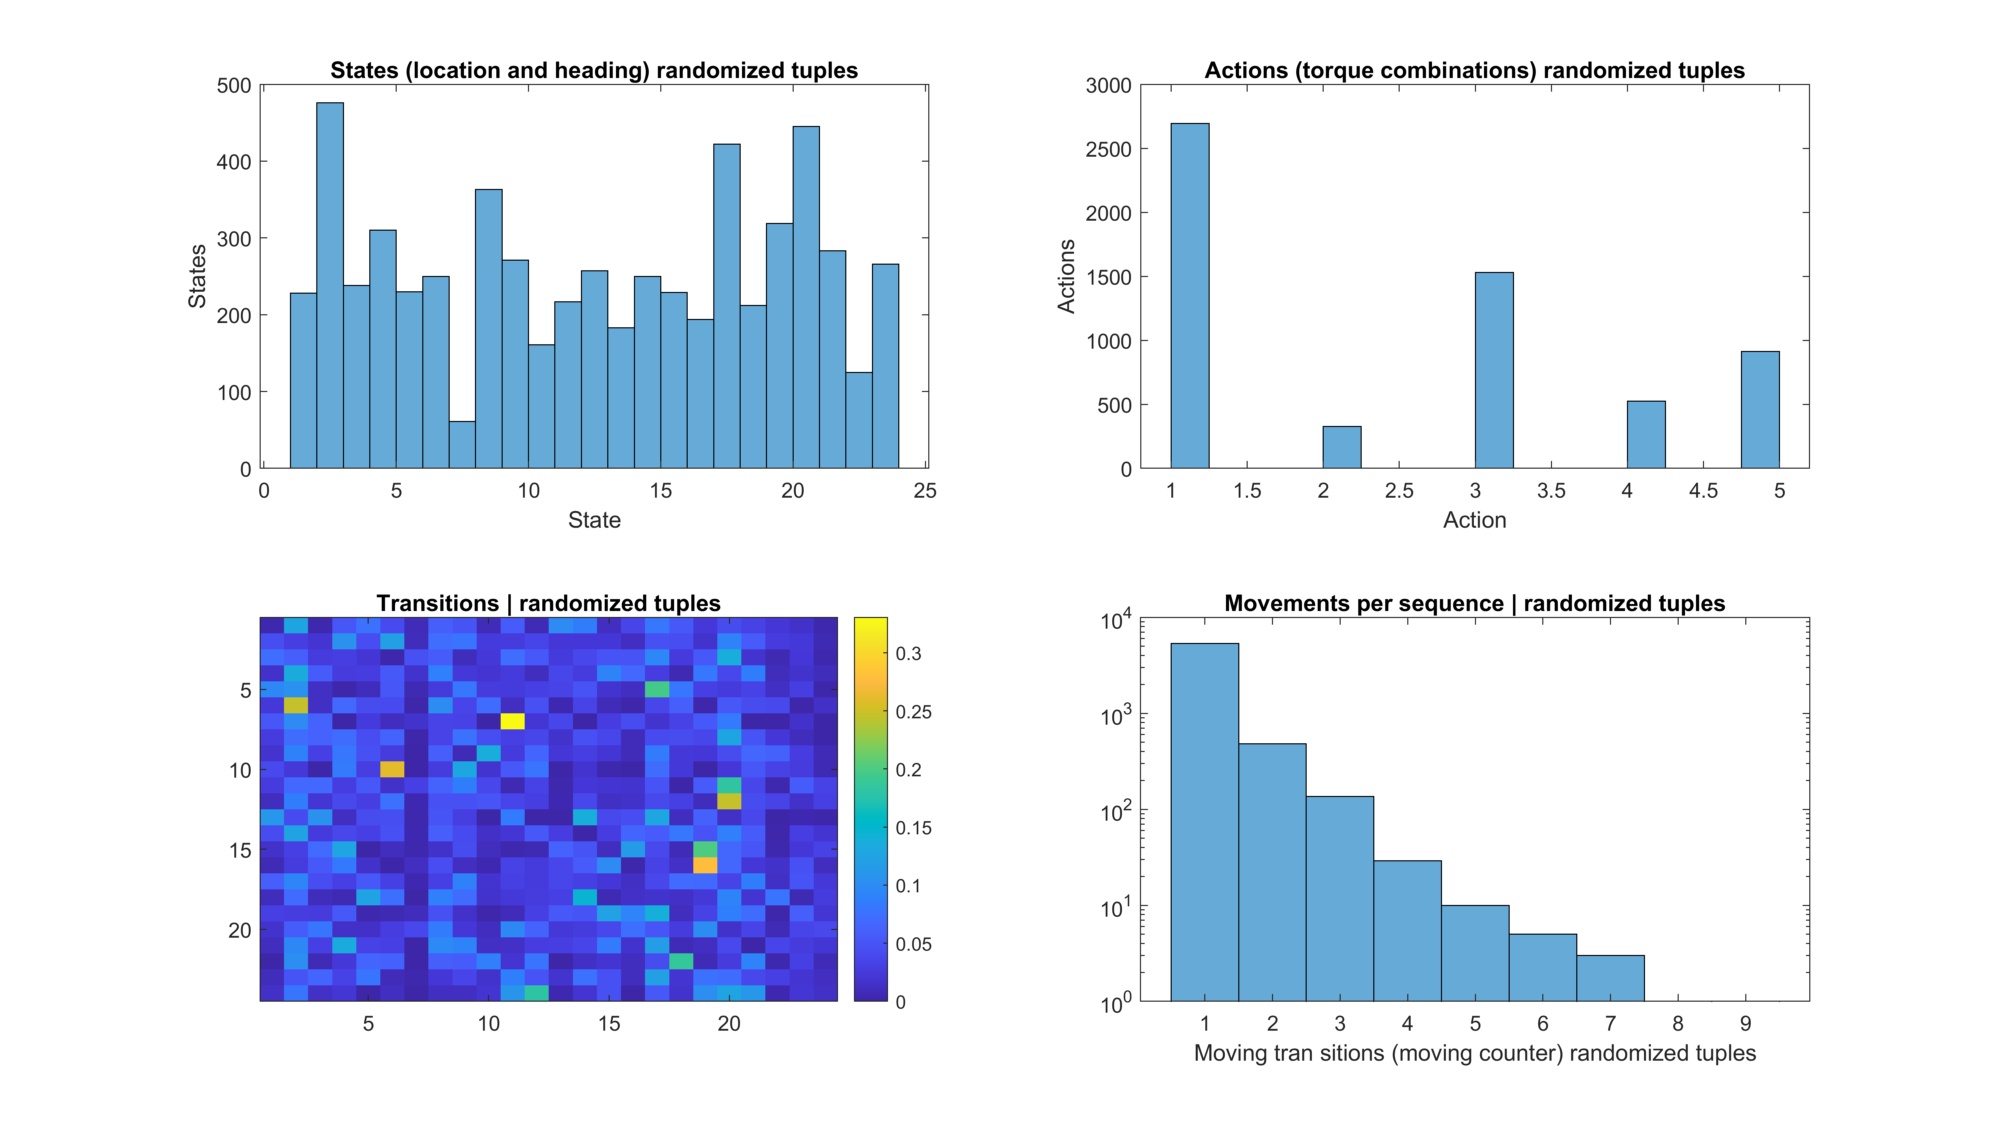 States (location and heading) randomized tuples
500
400
300
200
100
0
States
0 5 10 15 20 25
State
Actions (torque combinations) randomized tuples
3000
2500
2000
1500
1000
500
0
Actions
1 1.5 2 2.5 3 3.5 4 4.5 5
Action
Transitions | randomized tuples
5
10
15
20
5 10 15 20
0.3
0.25
0.2
0.15
0.1
0.05
0
Movements per sequence | randomized tuples
10^4
10^3
10^2
10^1
10^0
1 2 3 4 5 6 7 8 9
Moving tran sitions (moving counter) randomized tuples